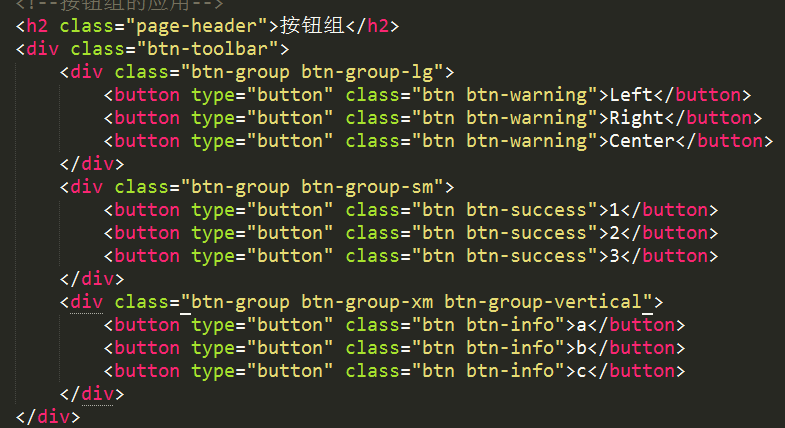 <!--按钮组的应用-->
<h2 class="page-header">按钮组</h2>
<div class="btn-toolbar">
    <div class="btn-group btn-group-lg">
        <button type="button" class="btn btn-warning">Left</button>
        <button type="button" class="btn btn-warning">Right</button>
        <button type="button" class="btn btn-warning">Center</button>
    </div>
    <div class="btn-group btn-group-sm">
        <button type="button" class="btn btn-success">1</button>
        <button type="button" class="btn btn-success">2</button>
        <button type="button" class="btn btn-success">3</button>
    </div>
    <div class="btn-group btn-group-xm btn-group-vertical">
        <button type="button" class="btn btn-info">a</button>
        <button type="button" class="btn btn-info">b</button>
        <button type="button" class="btn btn-info">c</button>
    </div>
</div>